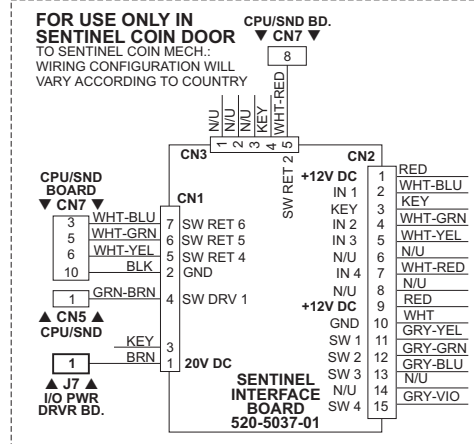 FOR USE ONLY IN
SENTINEL COIN DOOR
TO SENTINEL COIN MECH.:
WIRING CONFIGURATION WILL
VARY ACCORDING TO COUNTRY
CPU/SND BD.
▼ CN7 ▼
8
N/U
N/U
N/U
KEY
WHT-RED
1
2
3
4
5
CN3
SW RET 2
CN2
+12V DC 1 RED
IN 1 2 WHT-BLU
KEY 3 KEY
IN 2 4 WHT-GRN
IN 3 5 WHT-YEL
N/U 6 N/U
IN 4 7 WHT-RED
N/U 8 N/U
+12V DC 9 RED
GND 10 WHT
SW 1 11 GRY-YEL
SW 2 12 GRY-GRN
SW 3 13 GRY-BLU
N/U 14 N/U
SW 4 15 GRY-VIO
CPU/SND
BOARD
▼ CN7 ▼
CN1
3 WHT-BLU 7 SW RET 6
5 WHT-GRN 6 SW RET 5
6 WHT-YEL 5 SW RET 4
10 BLK 2 GND
1 GRN-BRN 4 SW DRV 1
▲ CN5 ▲
CPU/SND
KEY 3
1 BRN 1 20V DC
▲ J7 ▲
I/O PWR
DRVR BD.
SENTINEL
INTERFACE
BOARD
520-5037-01